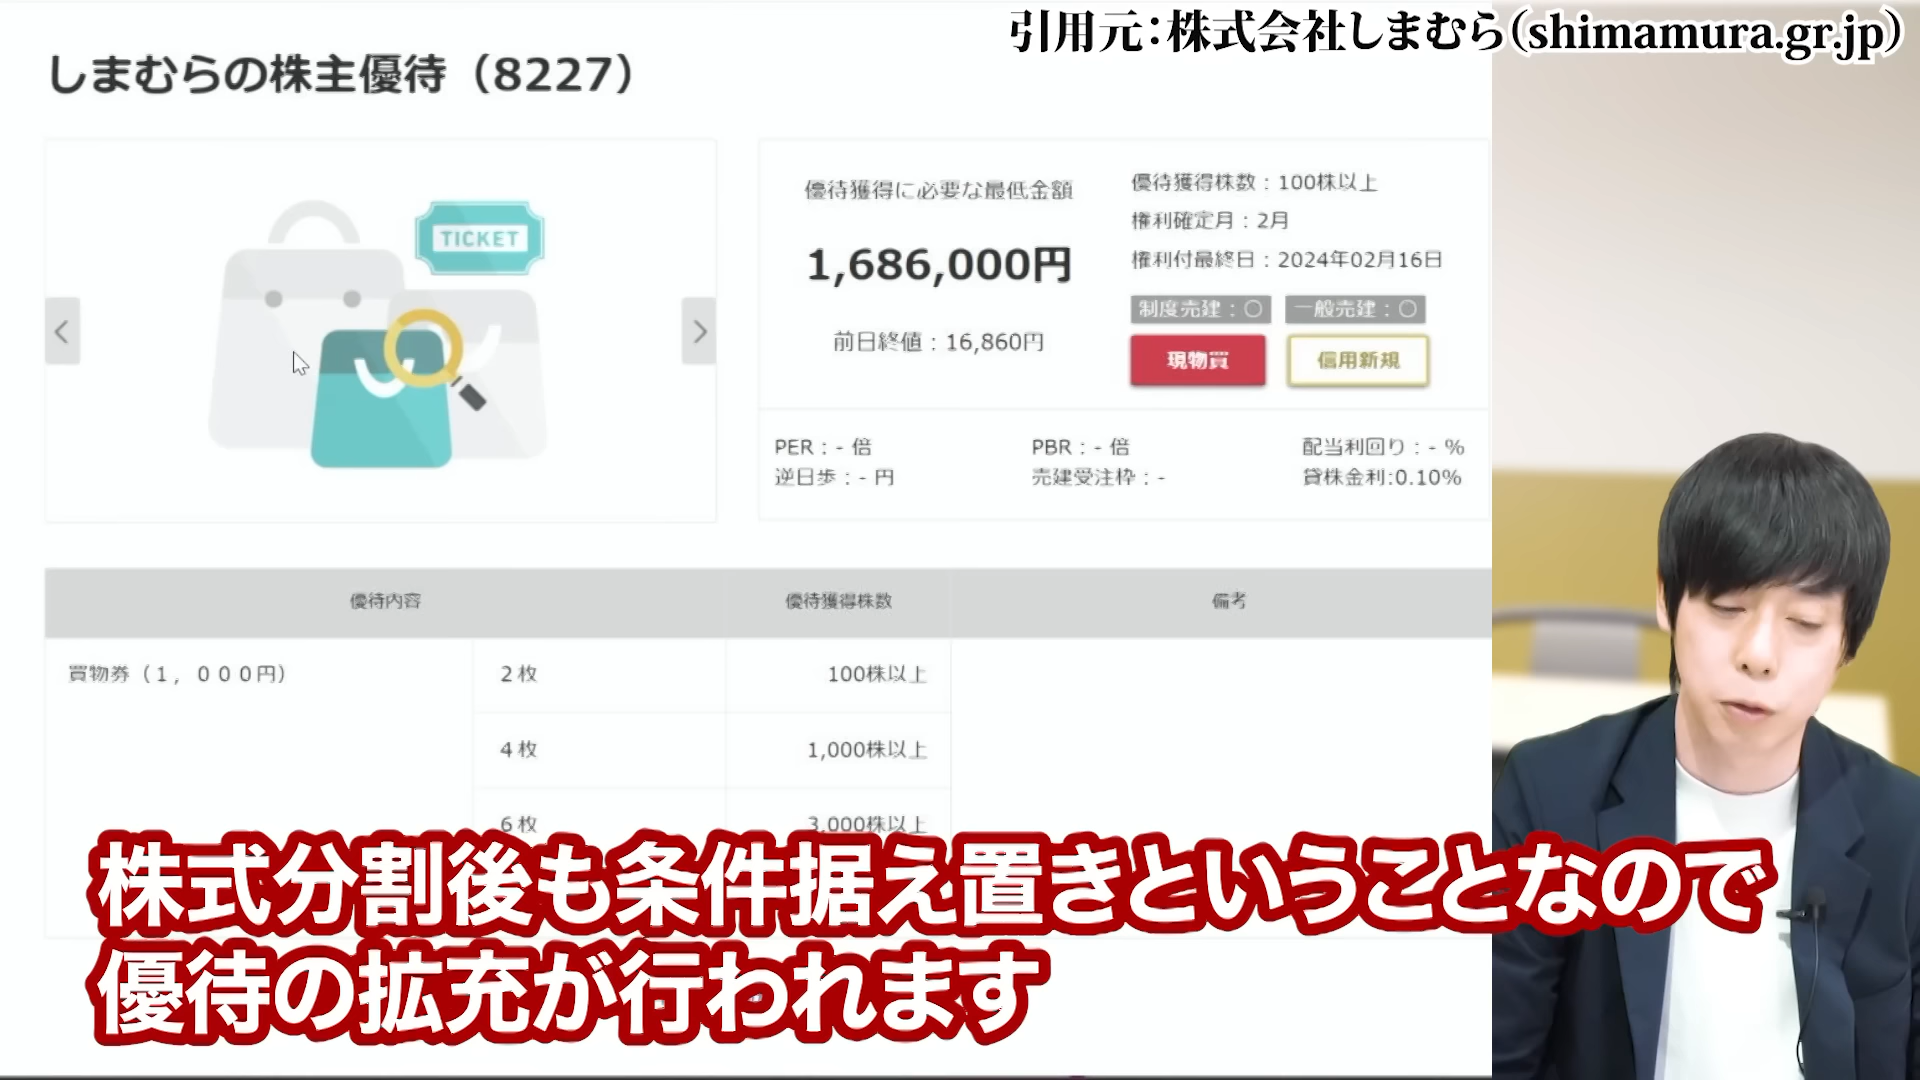 引用元：株式会社しまむら（shimamura.gr.jp）
しまむらの株主優待（8227）
TICKET
優待獲得に必要な最低金額
1,686,000円
前日終値：16,860円
優待獲得株数：100株以上
権利確定月：2月
権利付最終日：2024年02月16日
制度売建：○ 一般売建：○
現物買 信用新規
PER：- 倍 PBR：- 倍 配当利回り：- %
逆日歩：- 円 売建受注枠：- 貸株金利:0.10%
優待内容 優待獲得株数 備考
買物券（１，０００円） 2枚 100株以上
4枚 1,000株以上
6枚 3,000株以上
株式分割後も条件据え置きということなので
優待の拡充が行われます